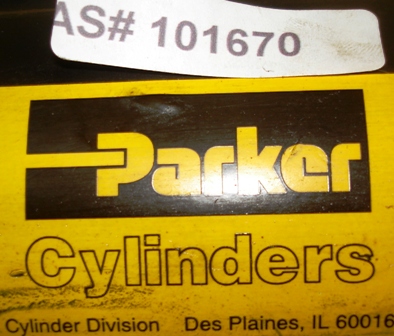 AS# 101670
Parker
Cylinders
Cylinder Division Des Plaines, IL 60016